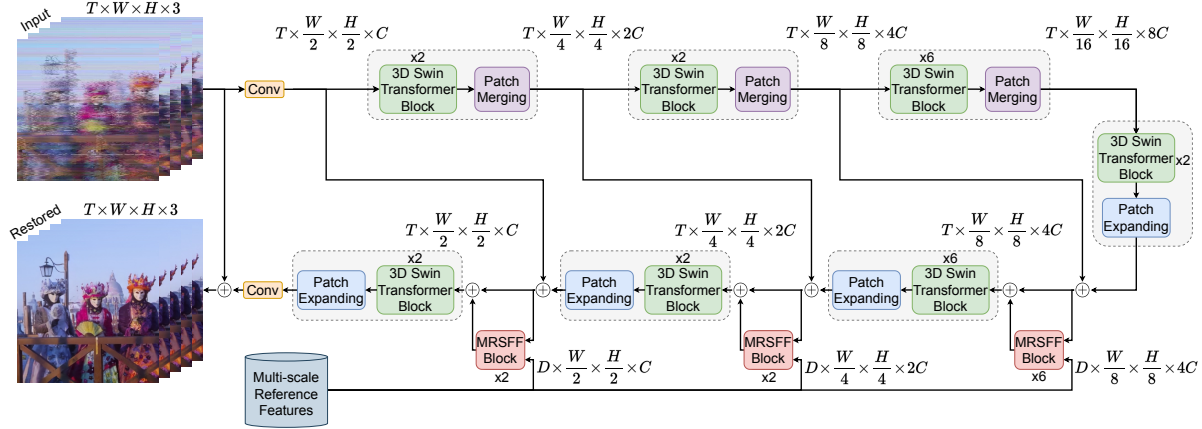 Input
T×W×H×3
T×W/2×H/2×C
T×W/4×H/4×2C
T×W/8×H/8×4C
T×W/16×H/16×8C
Conv
x2
3D Swin
Transformer
Block
Patch
Merging
x2
3D Swin
Transformer
Block
Patch
Merging
x6
3D Swin
Transformer
Block
Patch
Merging
3D Swin
Transformer
Block
x2
Patch
Expanding
Restored
T×W×H×3
T×W/2×H/2×C
T×W/4×H/4×2C
T×W/8×H/8×4C
Conv
x2
Patch
Expanding
3D Swin
Transformer
Block
x2
Patch
Expanding
3D Swin
Transformer
Block
x6
Patch
Expanding
3D Swin
Transformer
Block
MRSFF
Block
x2
D×W/2×H/2×C
MRSFF
Block
x2
D×W/4×H/4×2C
MRSFF
Block
x6
D×W/8×H/8×4C
Multi-scale
Reference
Features